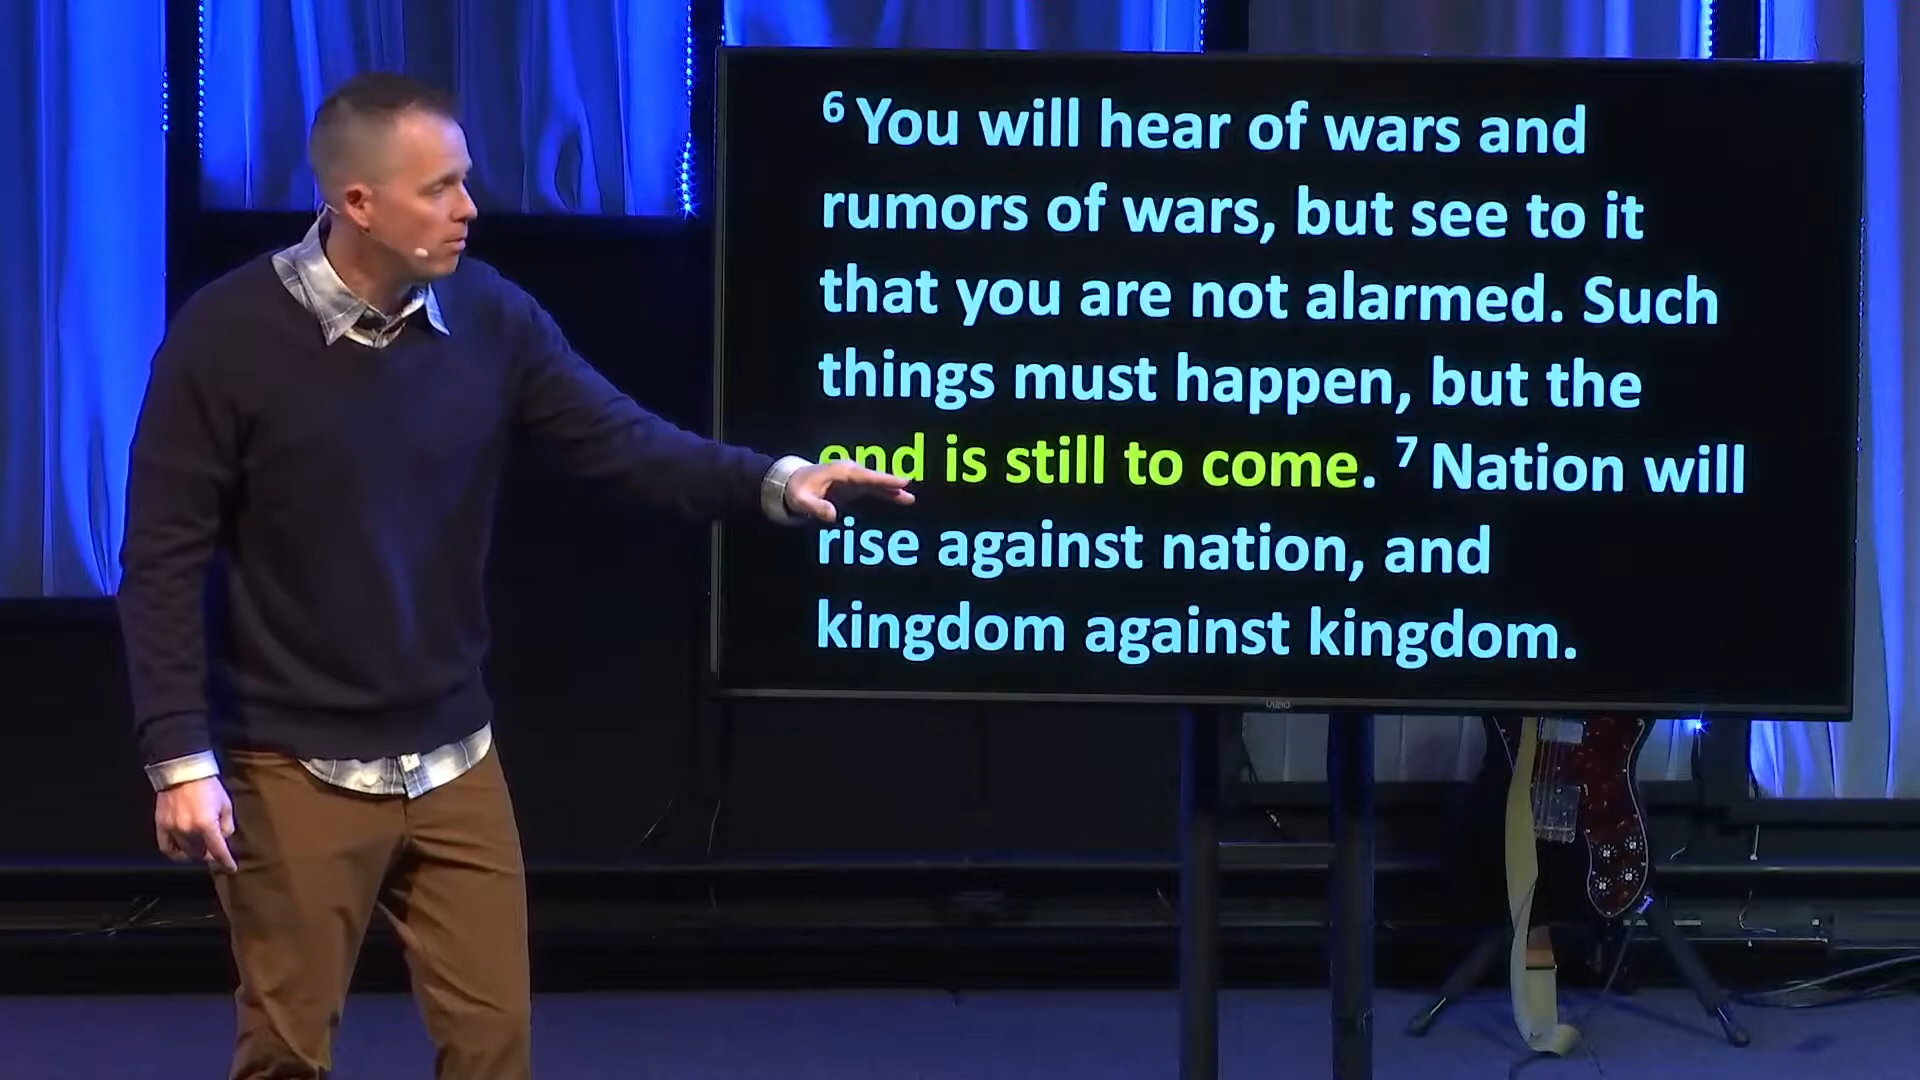 6 You will hear of wars and
rumors of wars, but see to it
that you are not alarmed. Such
things must happen, but the
end is still to come. 7 Nation will
rise against nation, and
kingdom against kingdom.
VIZIO